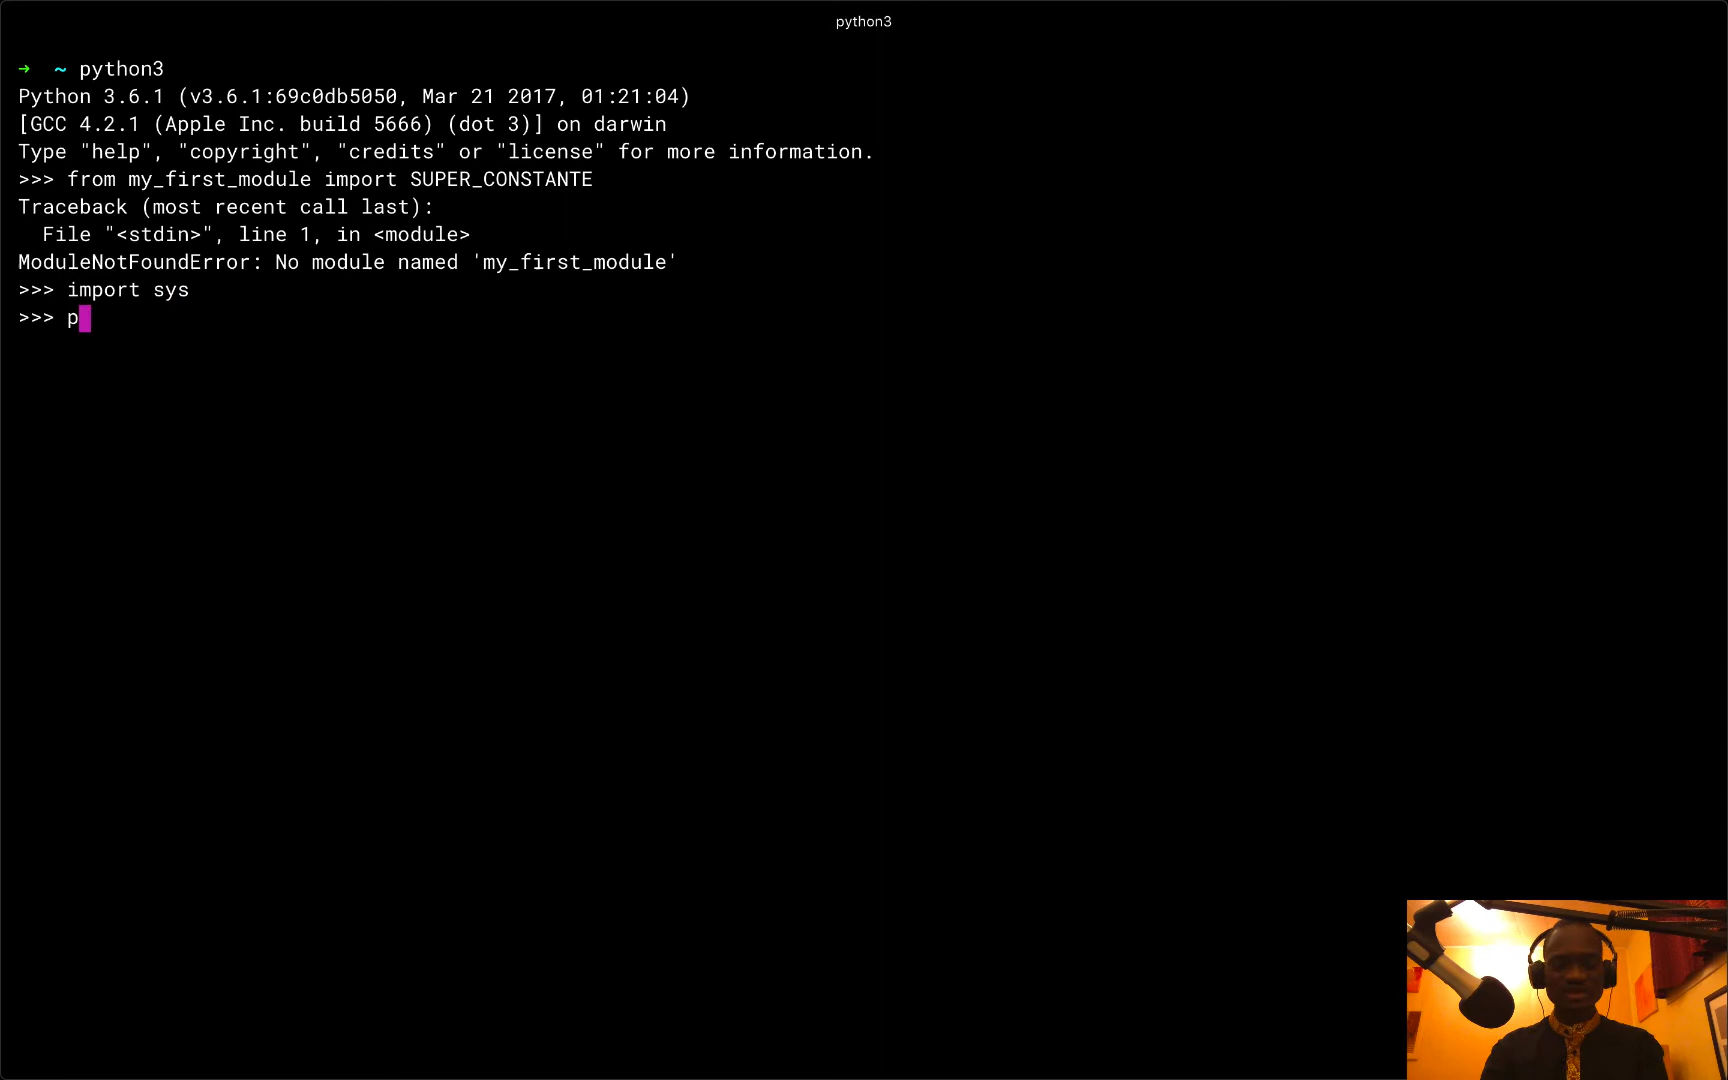 python3
➜  ~ python3
Python 3.6.1 (v3.6.1:69c0db5050, Mar 21 2017, 01:21:04)
[GCC 4.2.1 (Apple Inc. build 5666) (dot 3)] on darwin
Type "help", "copyright", "credits" or "license" for more information.
>>> from my_first_module import SUPER_CONSTANTE
Traceback (most recent call last):
  File "<stdin>", line 1, in <module>
ModuleNotFoundError: No module named 'my_first_module'
>>> import sys
>>> p